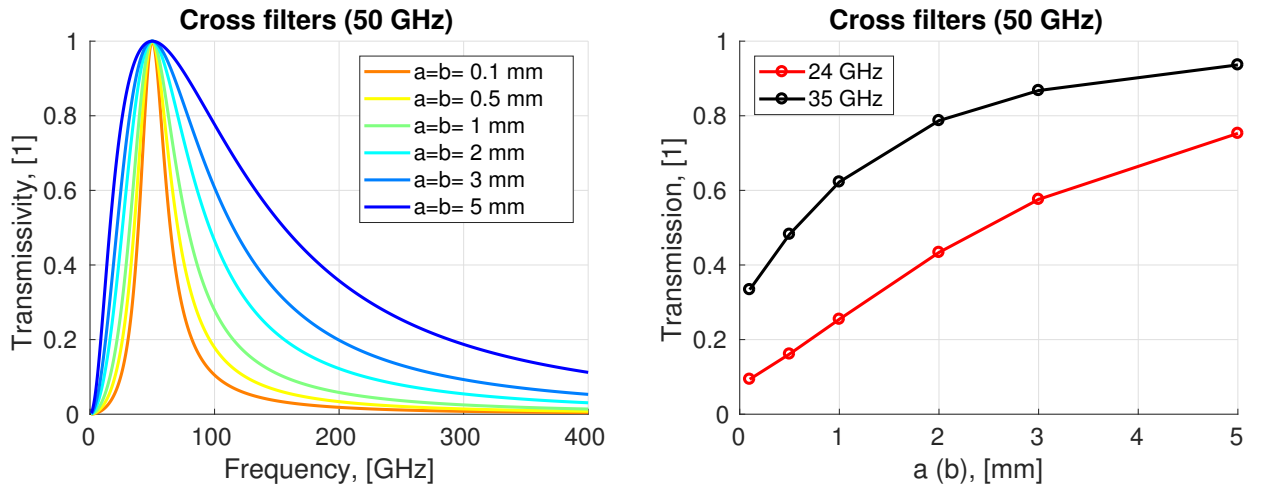 Cross filters (50 GHz)
1
0.8
0.6
0.4
0.2
0
0
100
200
300
400
Transmissivity, [1]
Frequency, [GHz]
a=b= 0.1 mm
a=b= 0.5 mm
a=b= 1 mm
a=b= 2 mm
a=b= 3 mm
a=b= 5 mm
Cross filters (50 GHz)
1
0.8
0.6
0.4
0.2
0
0
1
2
3
4
5
Transmission, [1]
a (b), [mm]
24 GHz
35 GHz